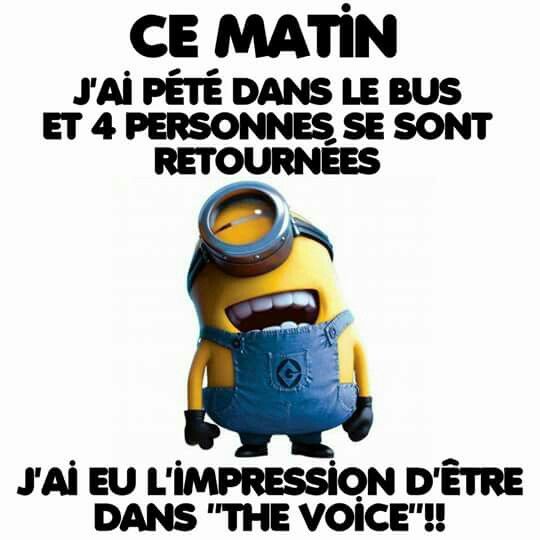 CE MATIN
J'AI PÉTÉ DANS LE BUS
ET 4 PERSONNES SE SONT
RETOURNÉES
G
J'AI EU L'IMPRESSION D'ÊTRE
DANS "THE VOICE"!!